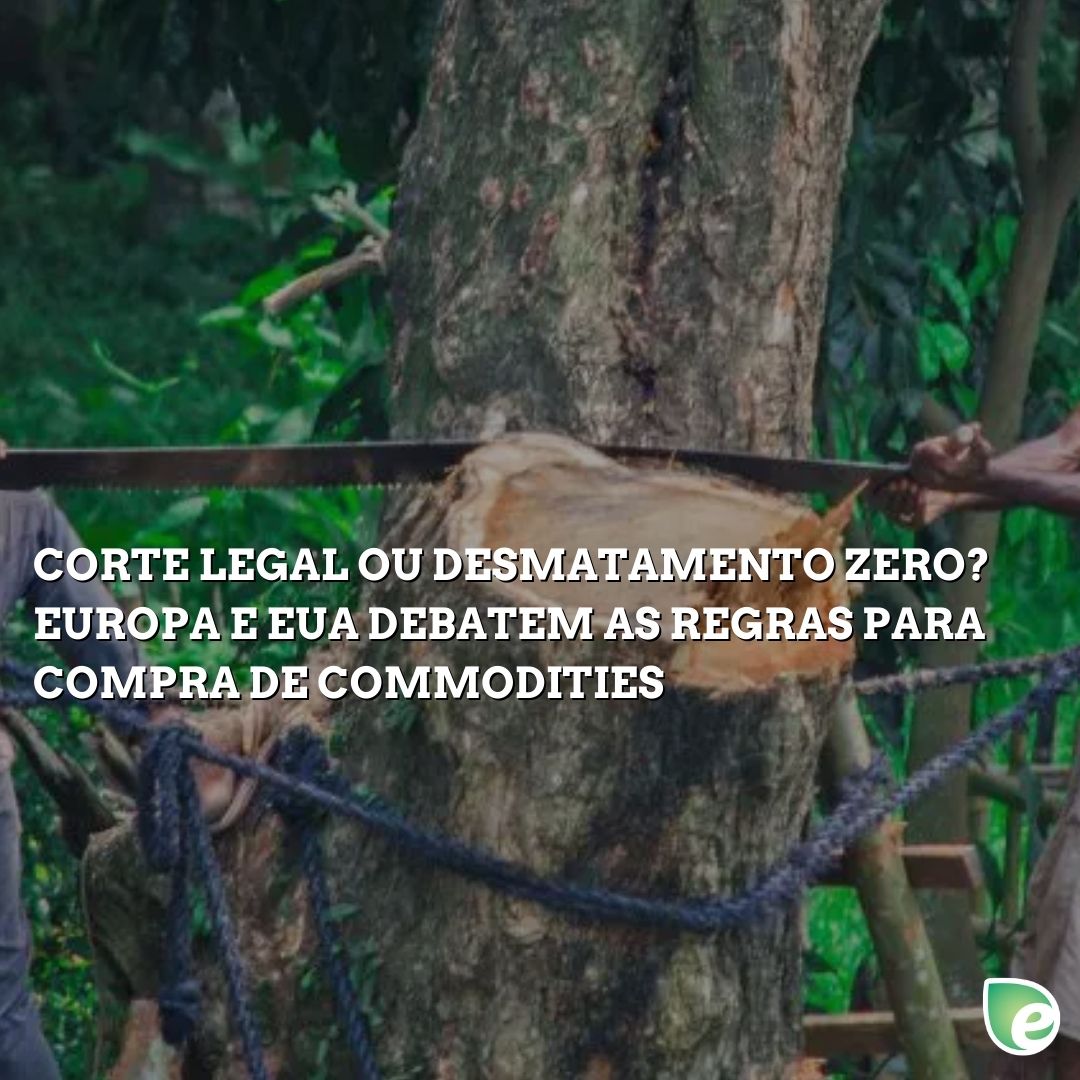 CORTE LEGAL OU DESMATAMENTO ZERO?
EUROPA E EUA DEBATEM AS REGRAS PARA
COMPRA DE COMMODITIES
e